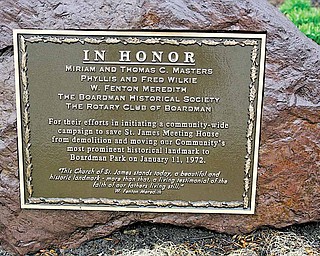 IN HONOR
MIRIAM AND THOMAS C. MASTERS
PHYLLIS AND FRED WILKIE
W. FENTON MEREDITH
THE BOARDMAN HISTORICAL SOCIETY
THE ROTARY CLUB OF BOARDMAN
For their efforts in initiating a community-wide
campaign to save St. James Meeting House
from demolition and moving our Community's
most prominent historical landmark to
Boardman Park on January 11, 1972.
"This Church of St. James stands today, a beautiful and
historic landmark - more than that, a living testimonial of the
faith of our fathers living still."
W. Fenton Meredith